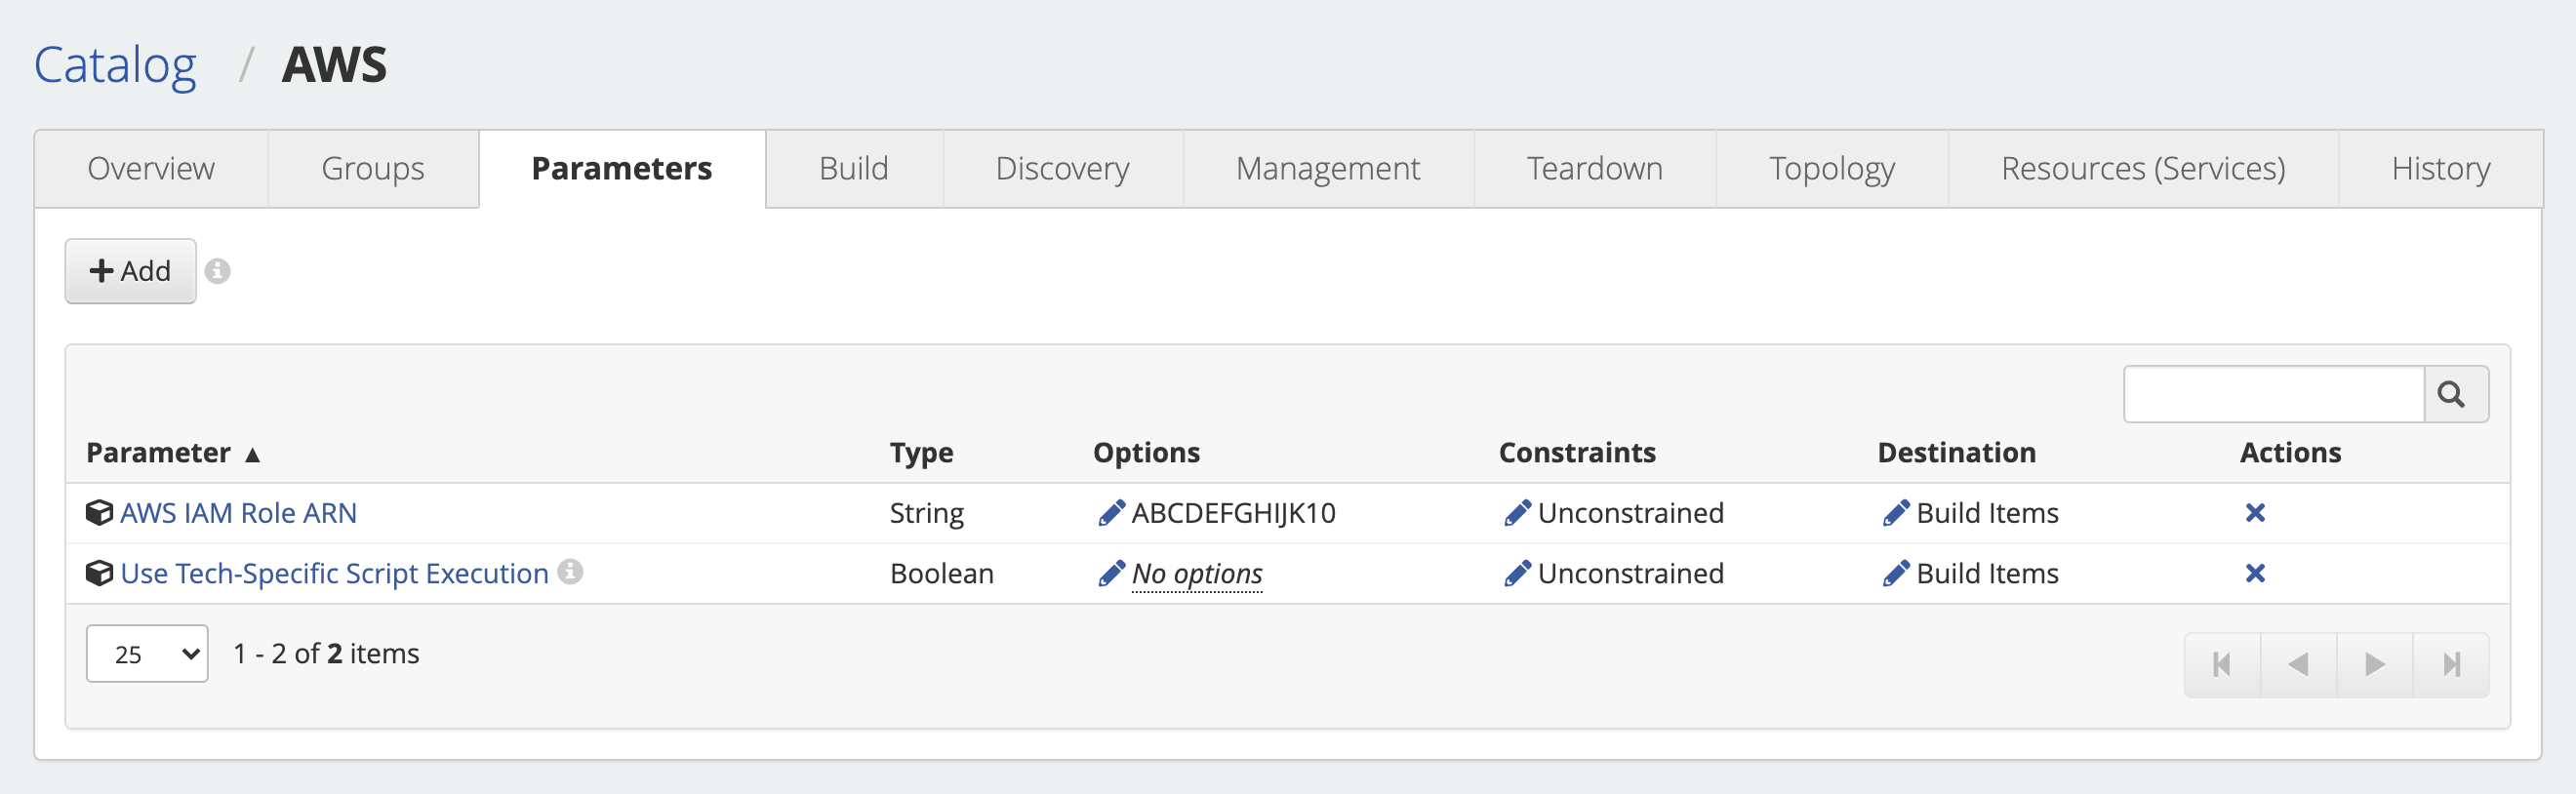 Catalog / AWS
Overview Groups Parameters Build Discovery Management Teardown Topology Resources (Services) History
Add
Parameter ▲ Type Options Constraints Destination Actions
AWS IAM Role ARN String ABCDEFGHIJK10 Unconstrained Build Items
Use Tech-Specific Script Execution Boolean No options Unconstrained Build Items
25 1 - 2 of 2 items